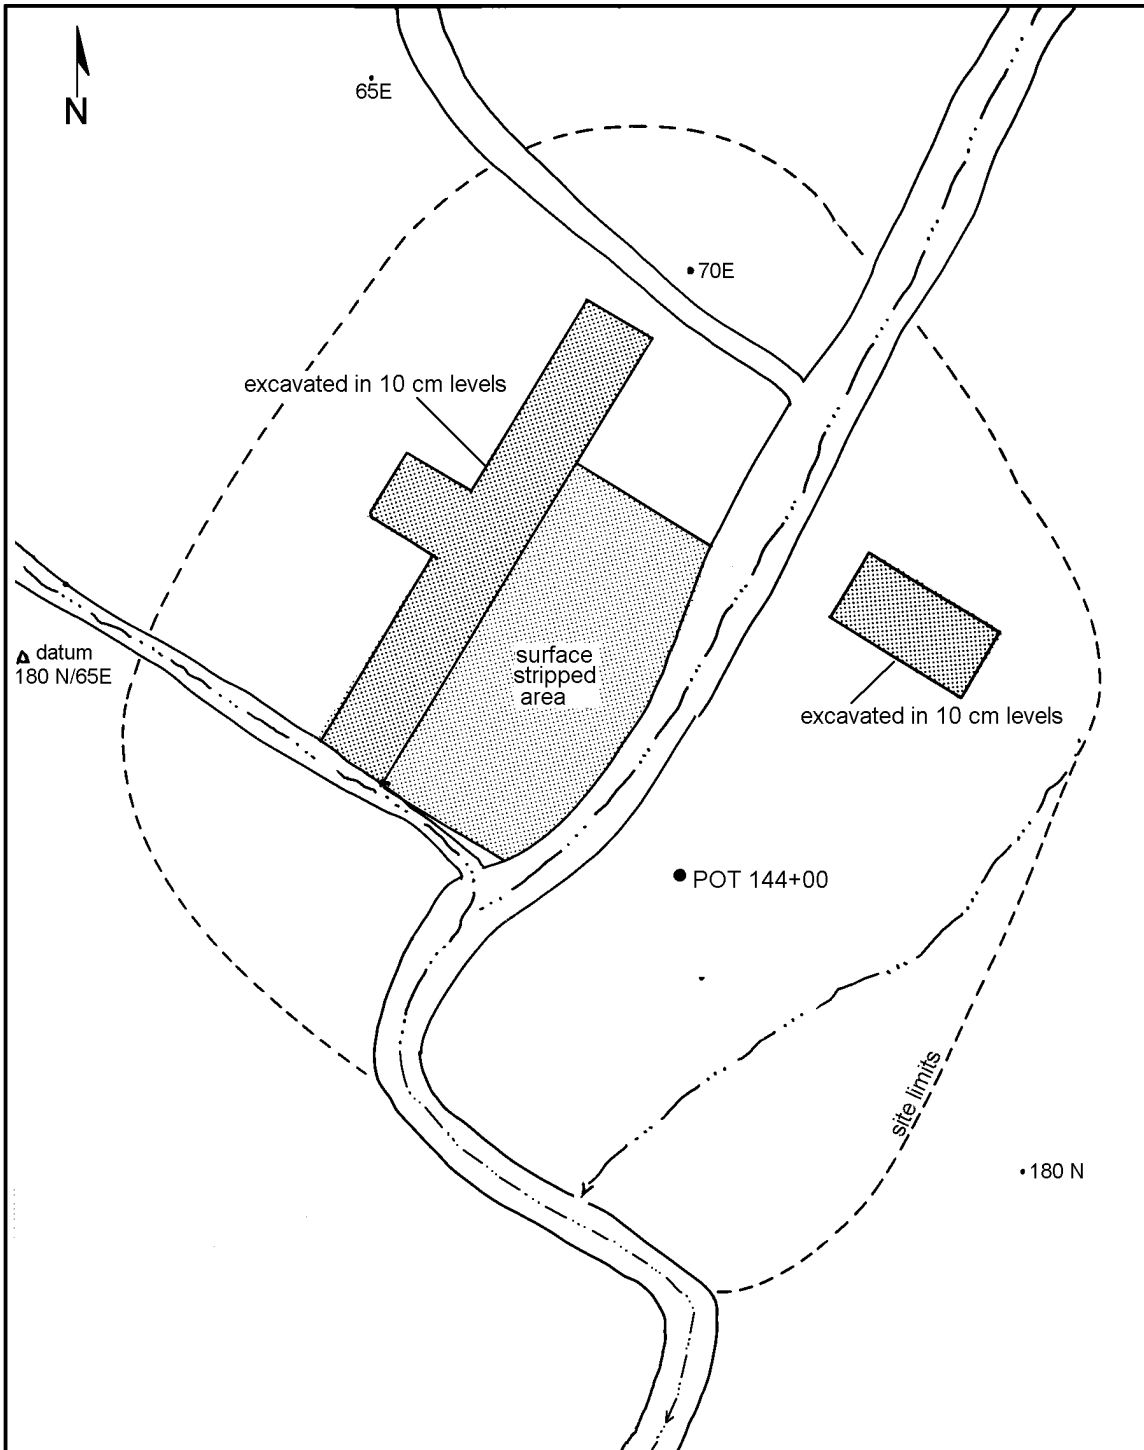 65E
N
70E
excavated in 10 cm levels
datum
180 N/65E
surface
stripped
area
excavated in 10 cm levels
POT 144+00
site limits
180 N